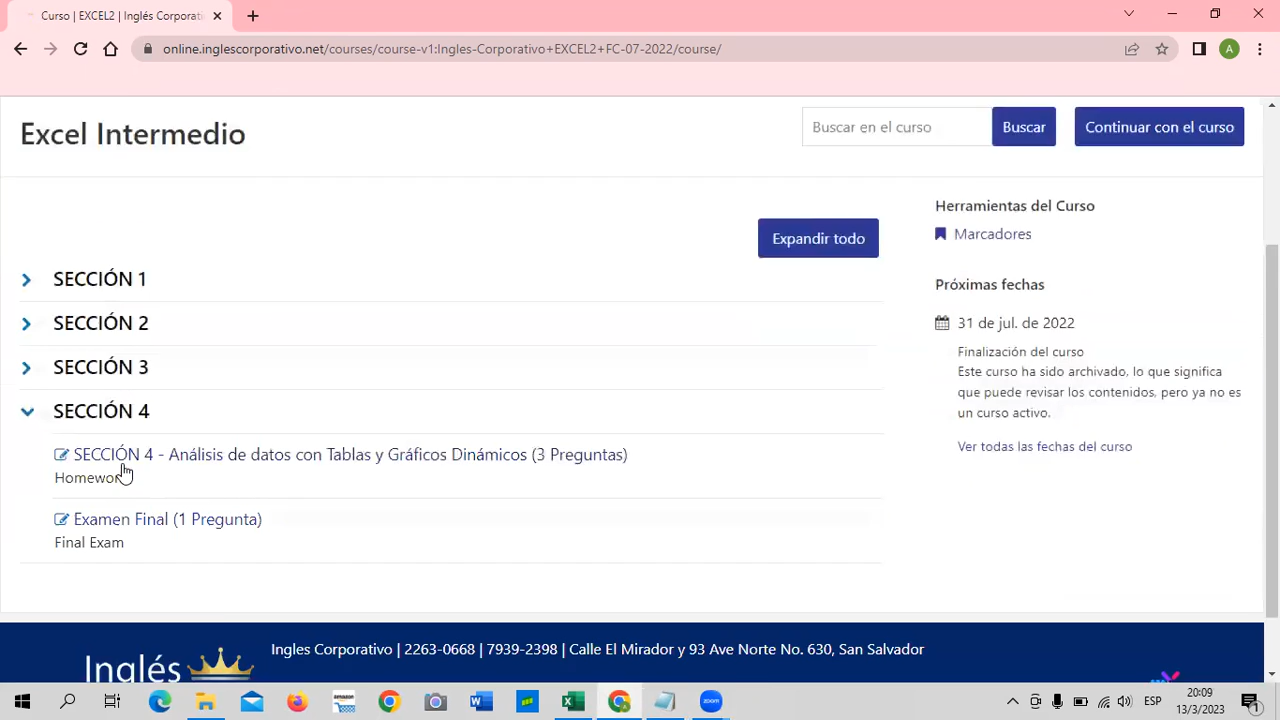 Curso | EXCEL2 | Inglés Corporati
online.inglescorporativo.net/courses/course-v1:Ingles-Corporativo+EXCEL2+FC-07-2022/course/
A
Excel Intermedio
Buscar en el curso
Buscar
Continuar con el curso
Herramientas del Curso
Marcadores
Expandir todo
SECCIÓN 1
SECCIÓN 2
SECCIÓN 3
SECCIÓN 4
SECCIÓN 4 - Análisis de datos con Tablas y Gráficos Dinámicos (3 Preguntas)
Homewor
Examen Final (1 Pregunta)
Final Exam
Próximas fechas
31 de jul. de 2022
Finalización del curso
Este curso ha sido archivado, lo que significa
que puede revisar los contenidos, pero ya no es
un curso activo.
Ver todas las fechas del curso
Inglés
Ingles Corporativo | 2263-0668 | 7939-2398 | Calle El Mirador y 93 Ave Norte No. 630, San Salvador
amazon
zoom
ESP
20:09
13/3/2023